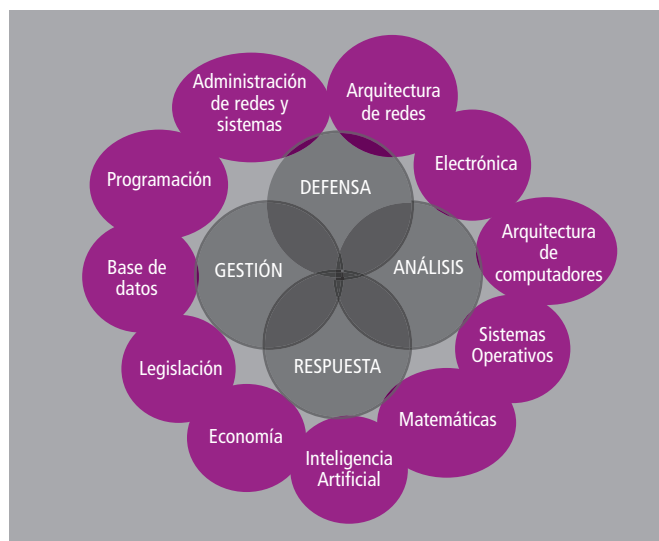 Administración
de redes y
sistemas
Arquitectura
de redes
Electrónica
Programación
DEFENSA
Arquitectura
de
computadores
Base de
datos
GESTIÓN
ANÁLISIS
Sistemas
Operativos
Legislación
RESPUESTA
Matemáticas
Economía
Inteligencia
Artificial